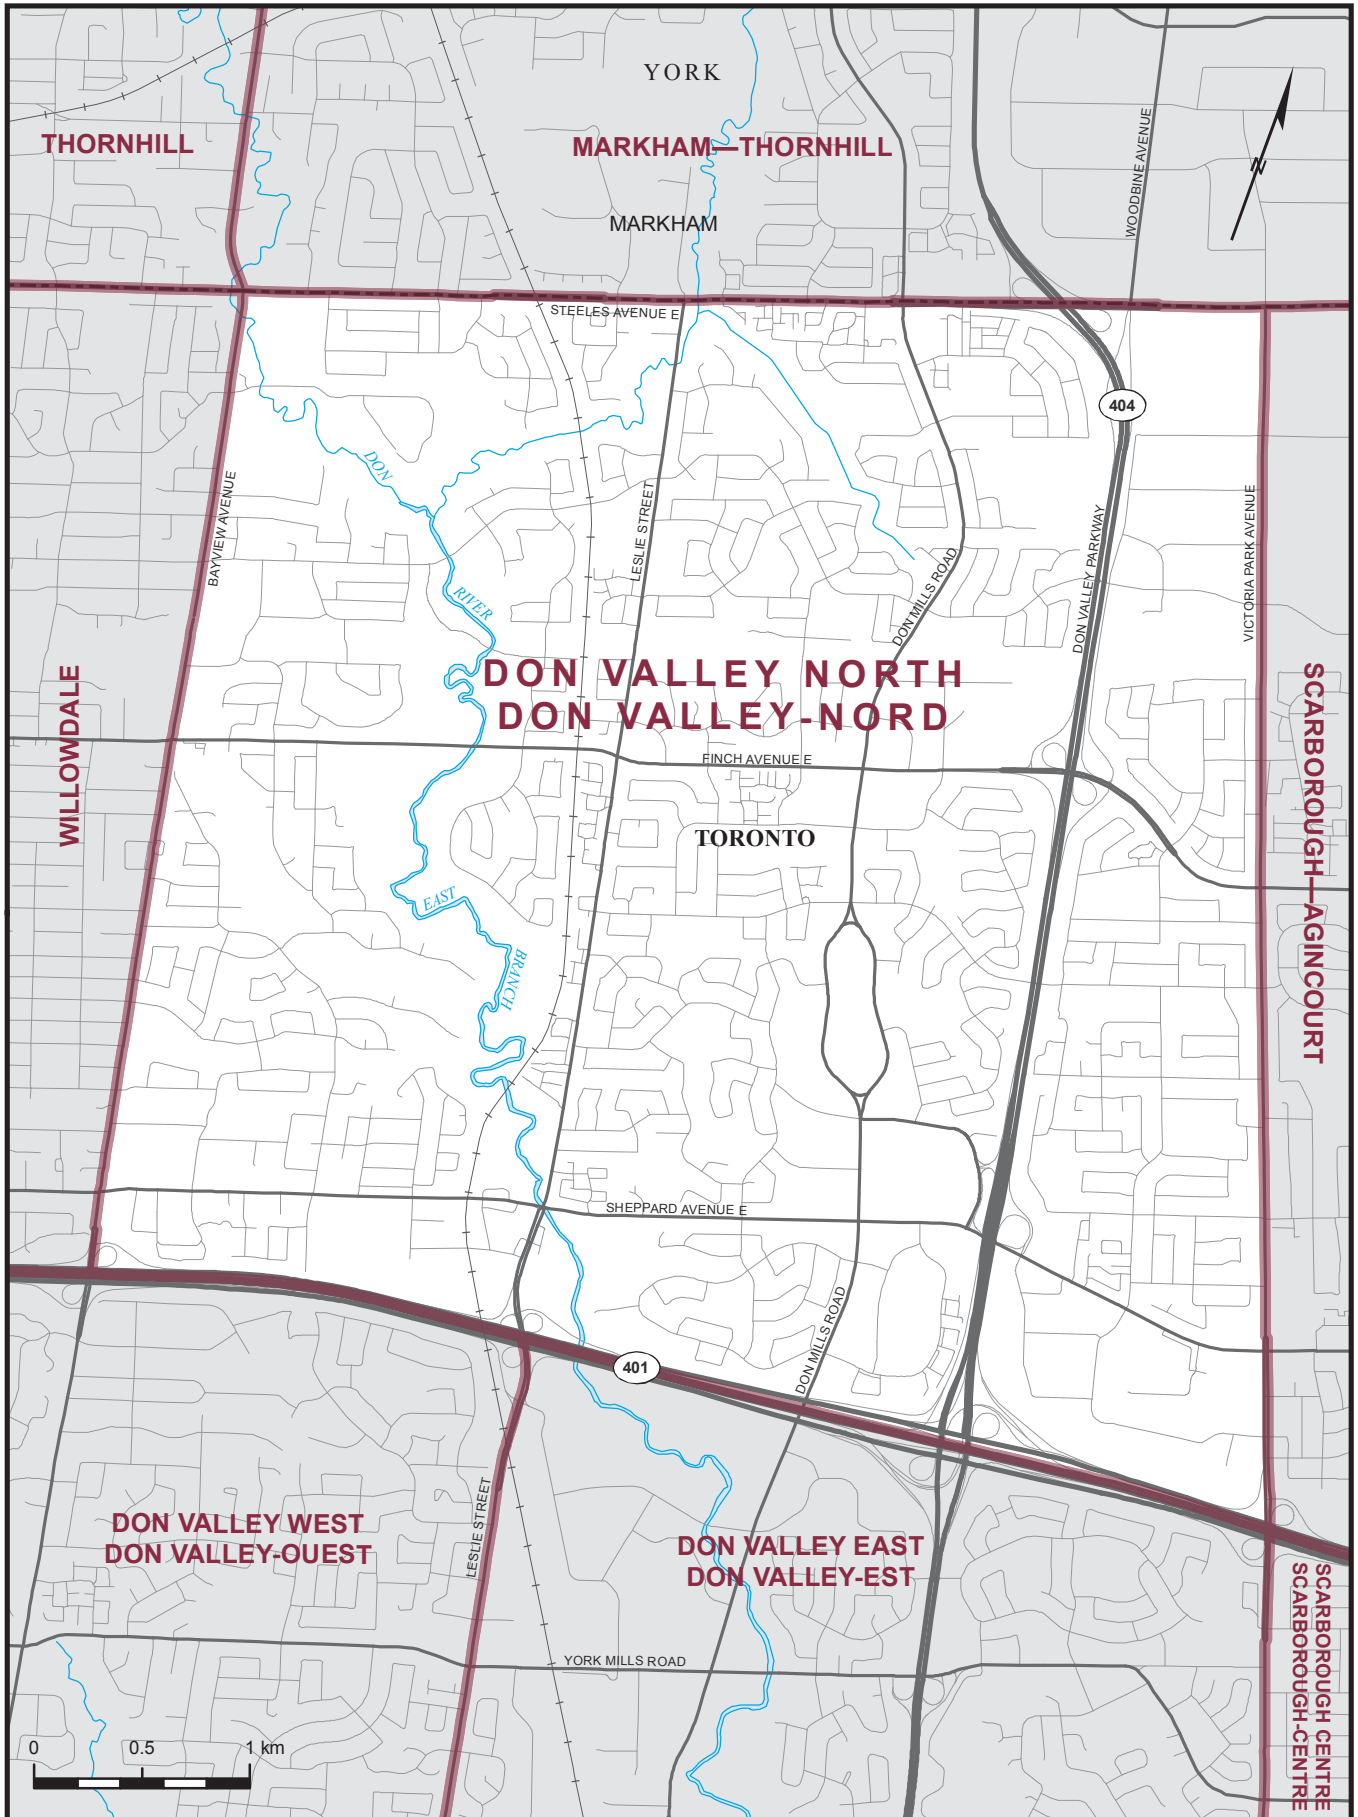 YORK
THORNHILL
MARKHAM—THORNHILL
WOODBINE AVENUE
N
MARKHAM
STEELES AVENUE E
404
DON
BAYVIEW AVENUE
LESLIE STREET
VICTORIA PARK AVENUE
DON VALLEY PARKWAY
DON MILLS ROAD
RIVER
DON VALLEY NORTH
DON VALLEY-NORD
WILLOWDALE
SCARBOROUGH—AGINCOURT
FINCH AVENUE E
TORONTO
EAST
BRANCH
SHEPPARD AVENUE E
DON MILLS ROAD
401
LESLIE STREET
DON VALLEY WEST
DON VALLEY-OUEST
DON VALLEY EAST
DON VALLEY-EST
SCARBOROUGH CENTRE
SCARBOROUGH-CENTRE
YORK MILLS ROAD
0 0.5 1 km